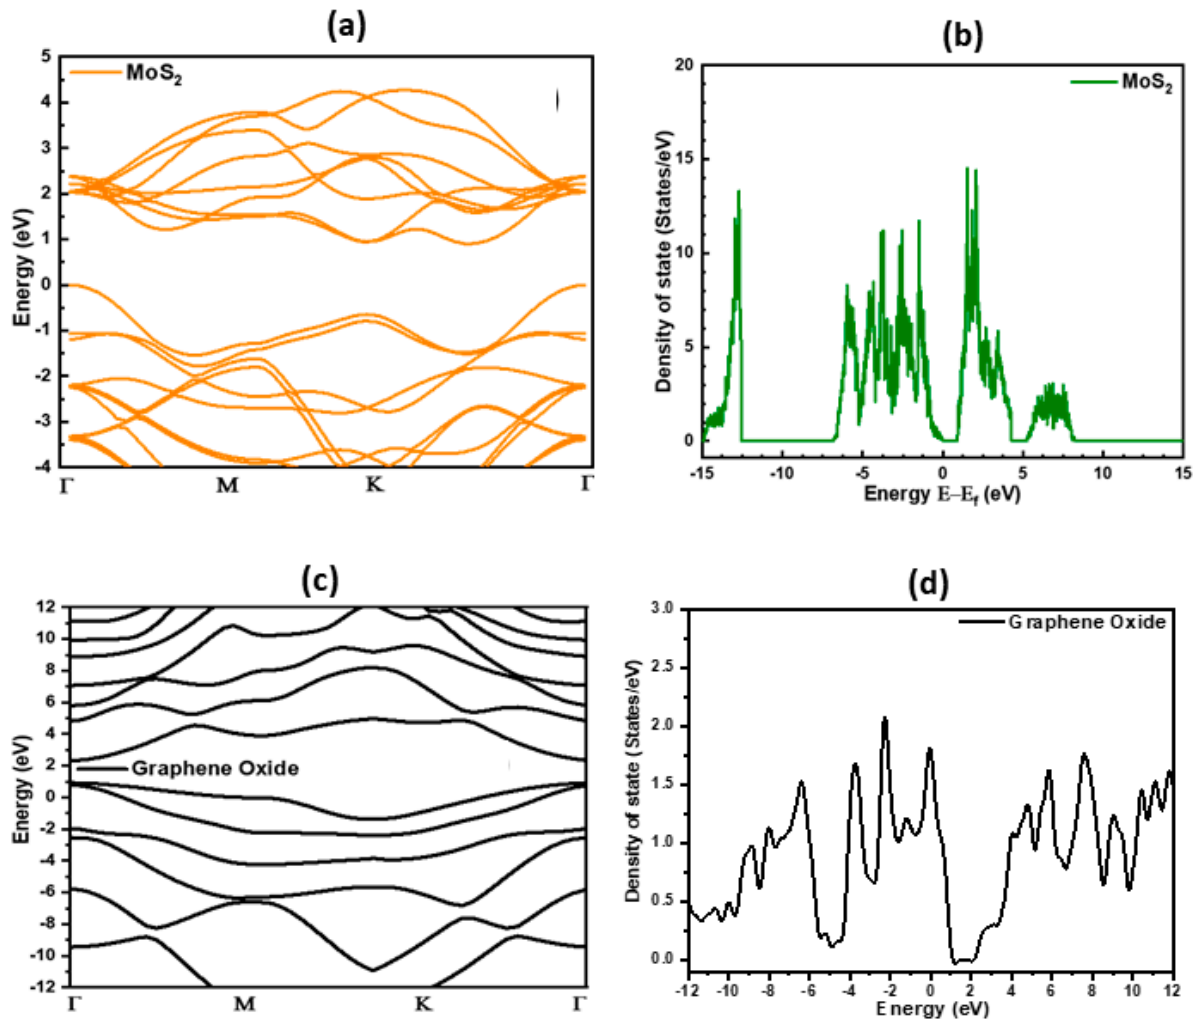 (a)
MoS2
5
4
3
2
1
0
-1
-2
-3
-4
Energy (eV)
Γ M K Γ
(b)
MoS2
20
15
10
5
0
Density of state (States/eV)
-15 -10 -5 0 5 10 15
Energy E–Ef (eV)
(c)
12
10
8
6
4
2
0
-2
-4
-6
-8
-10
-12
Energy (eV)
Graphene Oxide
Γ M K Γ
(d)
Graphene Oxide
3.0
2.5
2.0
1.5
1.0
0.5
0.0
Density of state (States/eV)
-12 -10 -8 -6 -4 -2 0 2 4 6 8 10 12
Energy (eV)